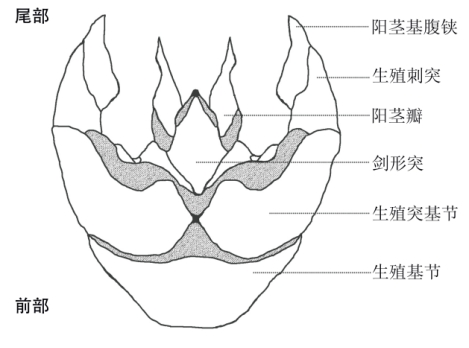 尾部
阳茎基腹铗
生殖刺突
阳茎瓣
剑形突
生殖突基节
生殖基节
前部